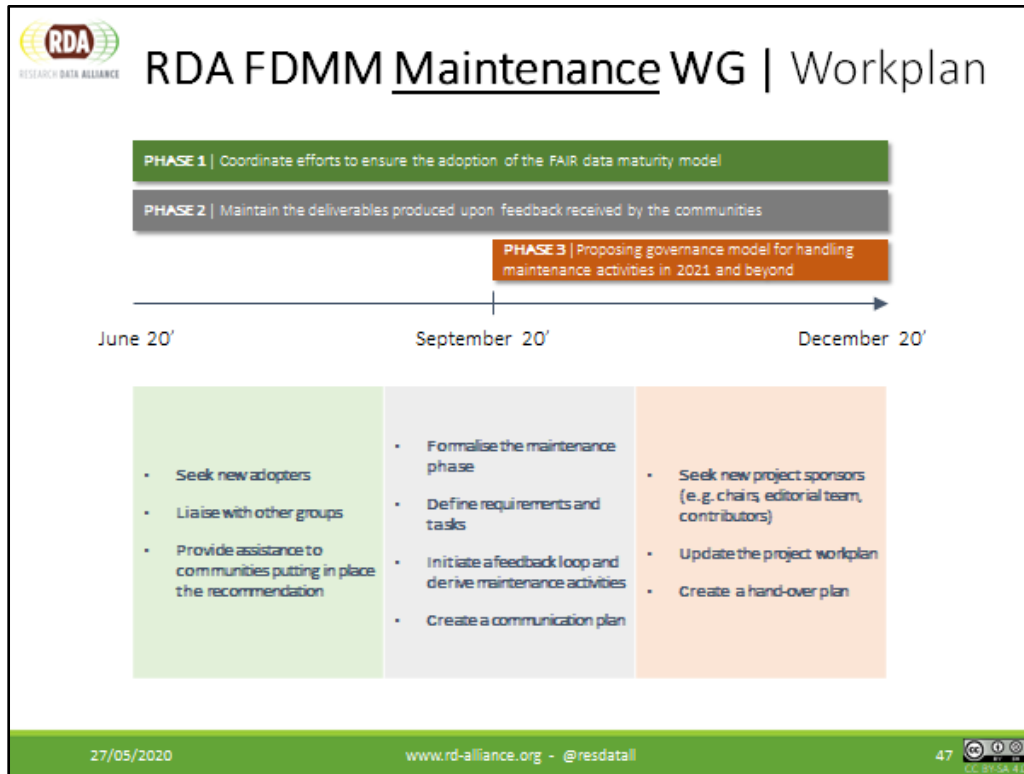 RDA
RESEARCH DATA ALLIANCE
RDA FDMM Maintenance WG | Workplan
PHASE 1 | Coordinate efforts to ensure the adoption of the FAIR data maturity model
PHASE 2 | Maintain the deliverables produced upon feedback received by the communities
PHASE 3 | Proposing governance model for handling
maintenance activities in 2021 and beyond
June 20’
September 20’
December 20’
• Seek new adopters
• Liaise with other groups
• Provide assistance to
communities putting in place
the recommendation
• Formalise the maintenance
phase
• Define requirements and
tasks
• Initiate a feedback loop and
derive maintenance activities
• Create a communication plan
• Seek new project sponsors
(e.g. chairs, editorial team,
contributors)
• Update the project workplan
• Create a hand-over plan
27/05/2020
www.rd-alliance.org - @resdatall
47
CC BY-SA 4.0